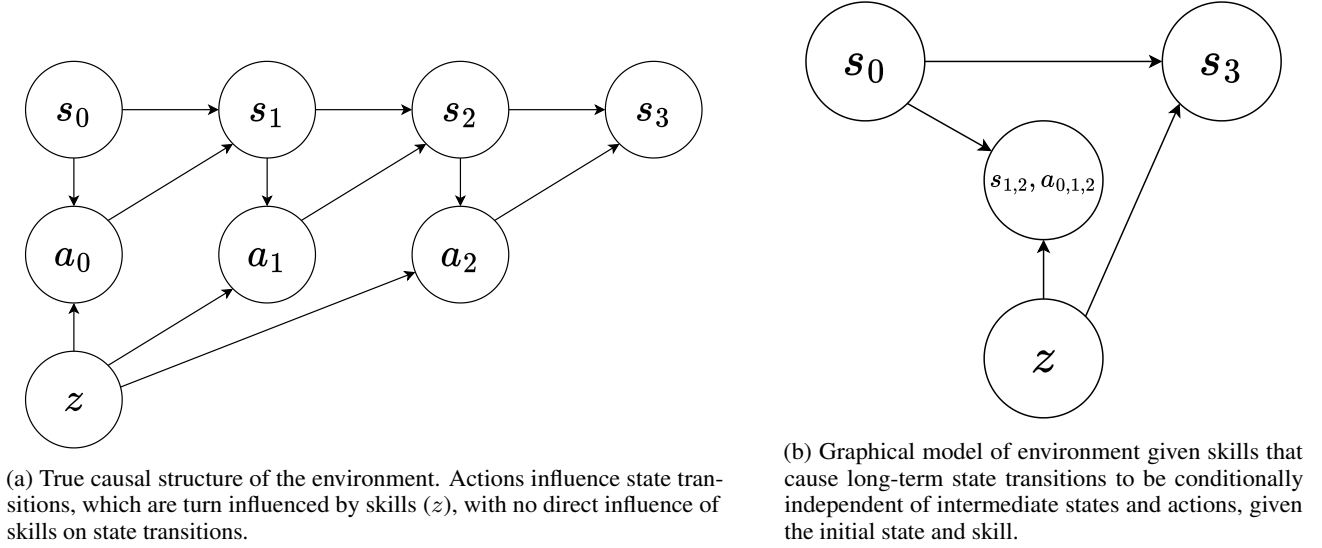 s0 s1 s2 s3
a0 a1 a2
z
(a) True causal structure of the environment. Actions influence state tran-
sitions, which are turn influenced by skills (z), with no direct influence of
skills on state transitions.
s0 s3
s1,2, a0,1,2
z
(b) Graphical model of environment given skills that
cause long-term state transitions to be conditionally
independent of intermediate states and actions, given
the initial state and skill.